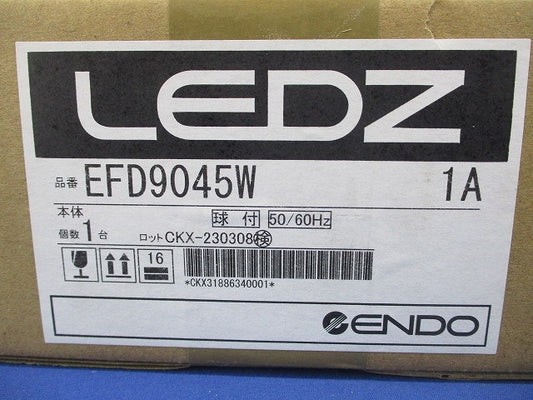 LEDZ
品番 EFD9045W 1A
本体 球付 50/60Hz
個数 1台 ロット CKX-230308 検
16
*CKX31886340001*
ENDO